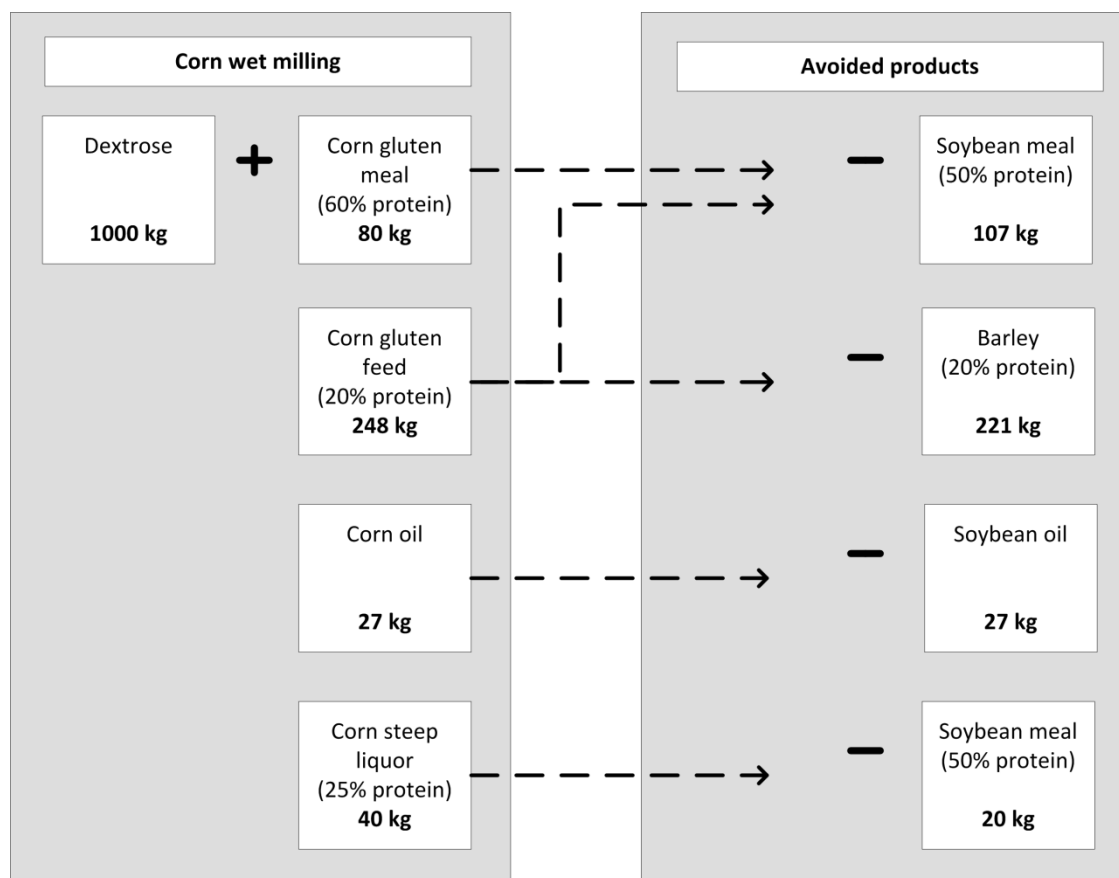 Corn wet milling
Avoided products
Dextrose
1000 kg
Corn gluten
meal
(60% protein)
80 kg
Soybean meal
(50% protein)
107 kg
Corn gluten
feed
(20% protein)
248 kg
Barley
(20% protein)
221 kg
Corn oil
27 kg
Soybean oil
27 kg
Corn steep
liquor
(25% protein)
40 kg
Soybean meal
(50% protein)
20 kg